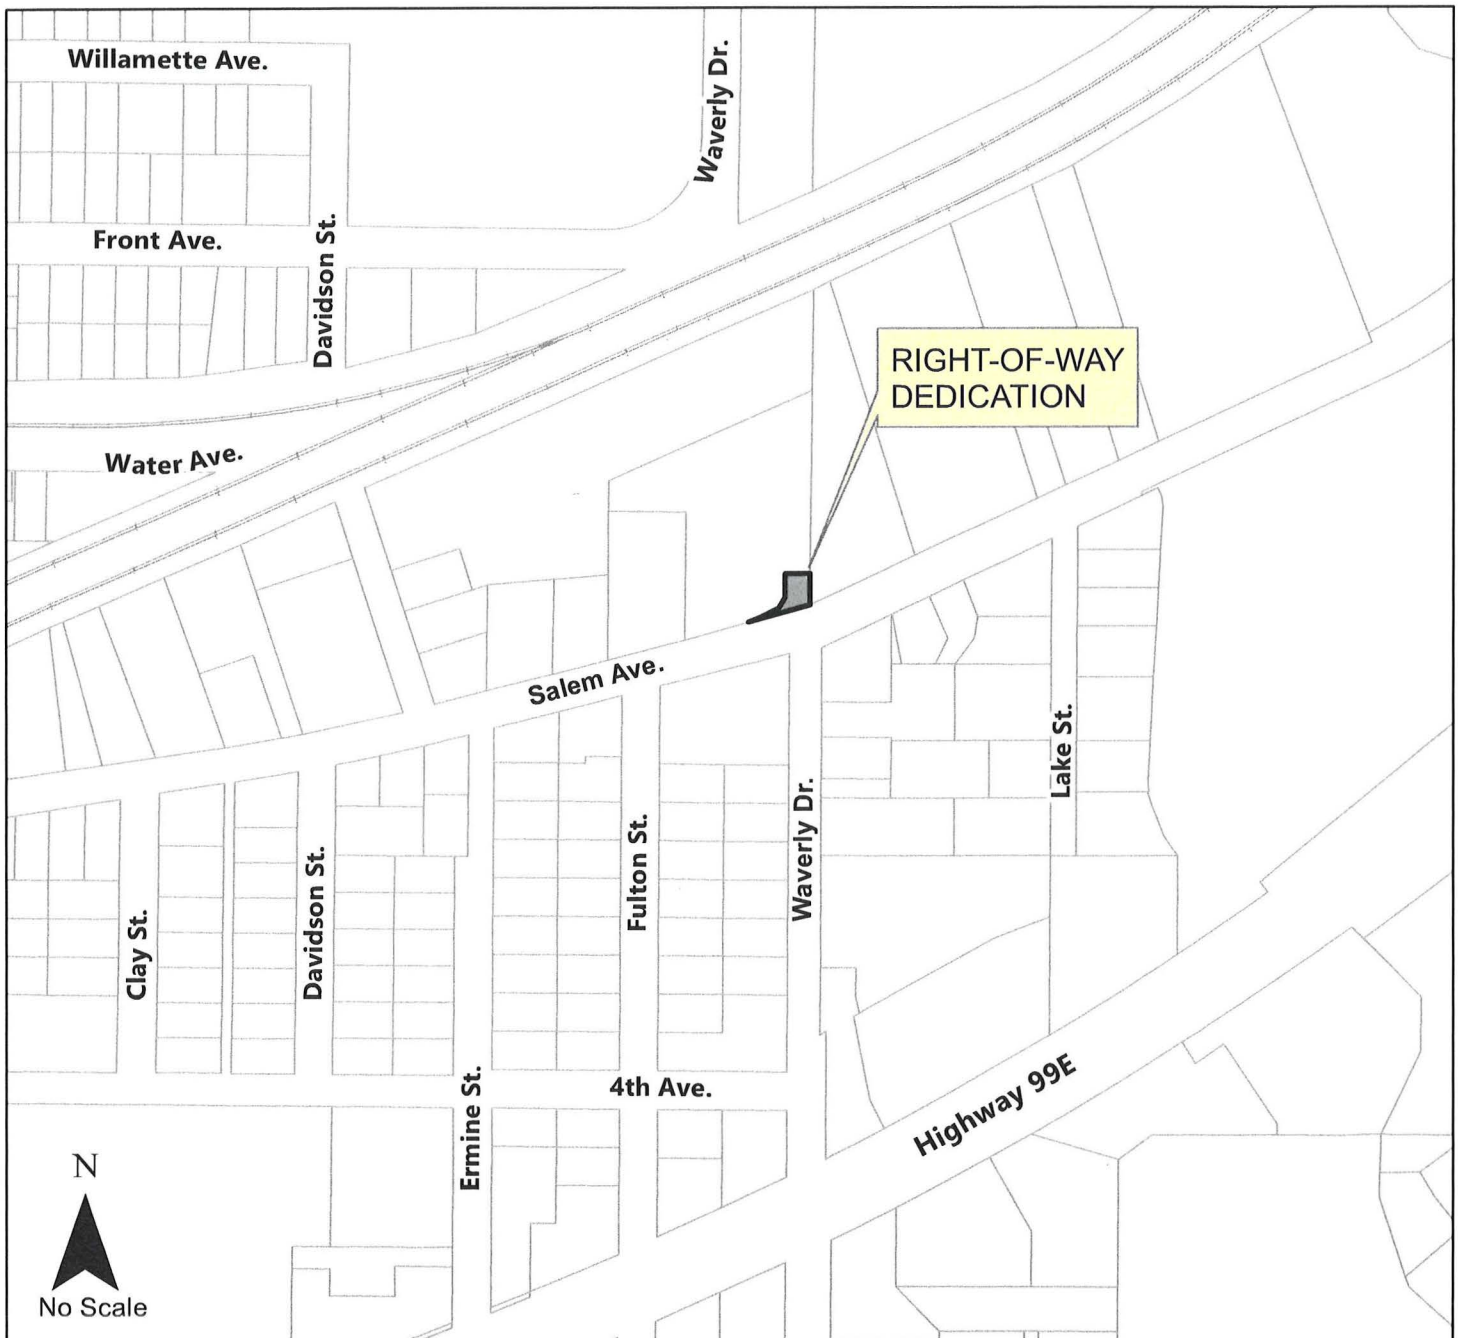 Willamette Ave.
Waverly Dr.
Front Ave.
Davidson St.
RIGHT-OF-WAY
DEDICATION
Water Ave.
Salem Ave.
Lake St.
Waverly Dr.
Fulton St.
Davidson St.
Clay St.
4th Ave.
Ermine St.
Highway 99E
N
No Scale